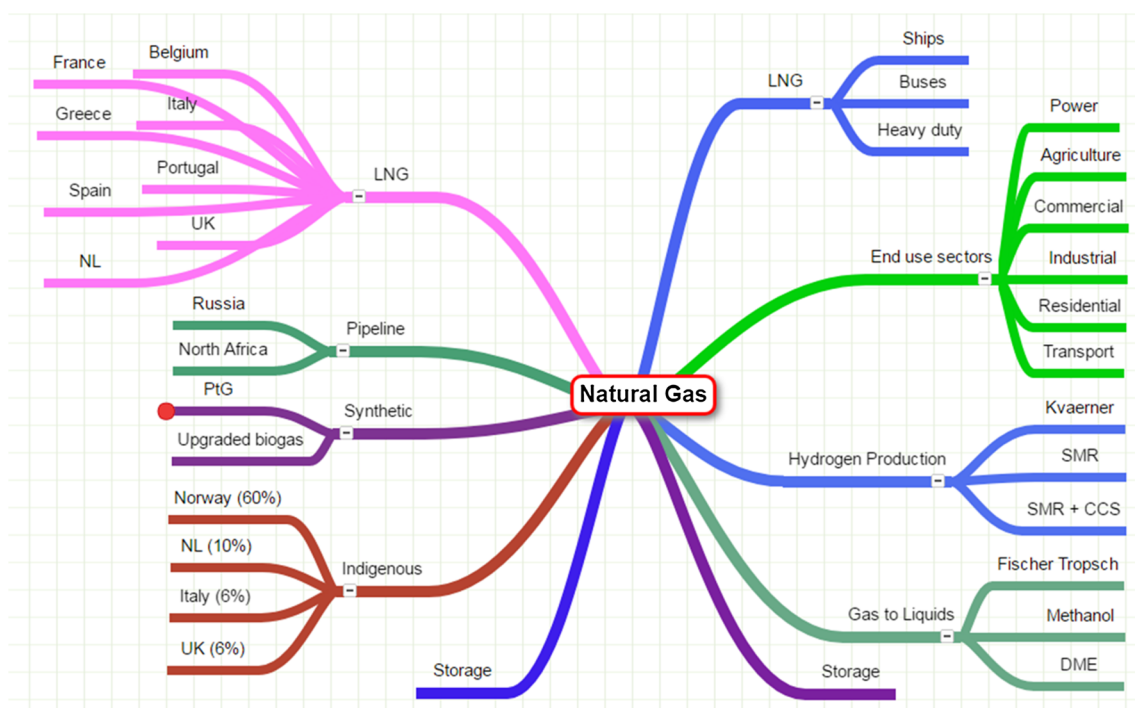 Belgium
France
Italy
Greece
Portugal
Spain
UK
NL
LNG
Russia
North Africa
Pipeline
PtG
Upgraded biogas
Synthetic
Norway (60%)
NL (10%)
Italy (6%)
UK (6%)
Indigenous
Storage
Natural Gas
LNG
Ships
Buses
Heavy duty
End use sectors
Power
Agriculture
Commercial
Industrial
Residential
Transport
Hydrogen Production
Kvaerner
SMR
SMR + CCS
Gas to Liquids
Fischer Tropsch
Methanol
DME
Storage